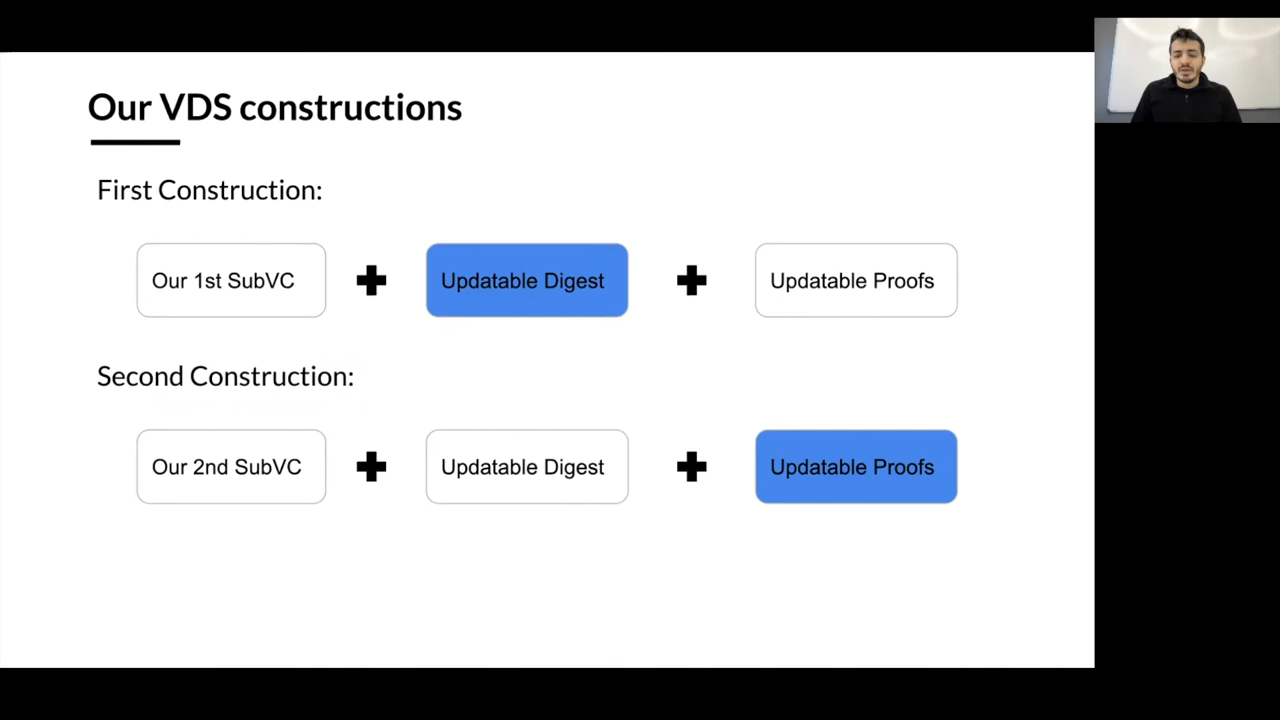 Our VDS constructions
First Construction:
Our 1st SubVC
Updatable Digest
Updatable Proofs
Second Construction:
Our 2nd SubVC
Updatable Digest
Updatable Proofs